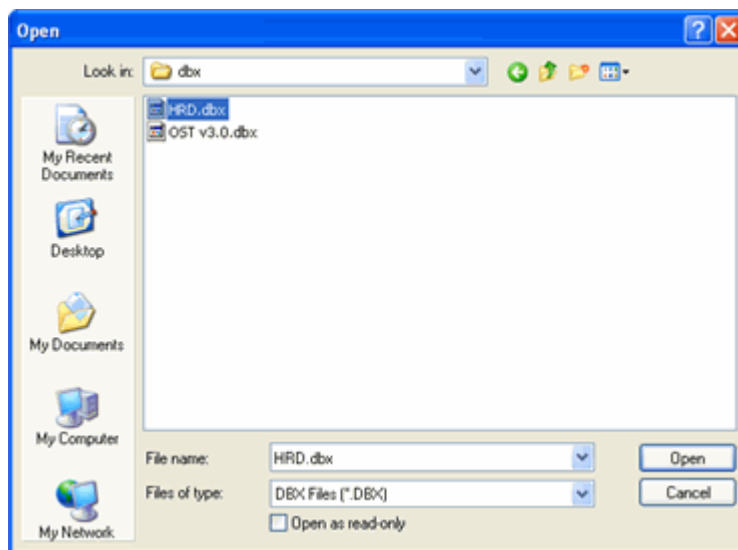 Open
Look in: dbx
HRD.dbx
OST v3.0.dbx
My Recent
Documents
Desktop
My Documents
My Computer
My Network
File name: HRD.dbx Open
Files of type: DBX Files (*.DBX) Cancel
Open as read-only